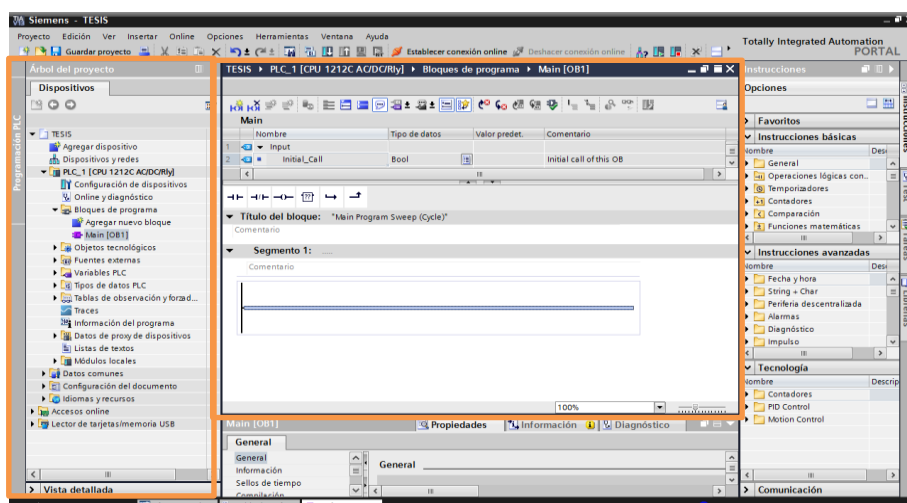 Siemens - TESIS
Proyecto Edición Ver Insertar Online Opciones Herramientas Ventana Ayuda
Guardar proyecto Establecer conexión online Deshacer conexión online
Totally Integrated Automation
PORTAL
Árbol del proyecto
Dispositivos
Programación PLC
TESIS
Agregar dispositivo
Dispositivos y redes
PLC_1 [CPU 1212C AC/DC/Rly]
Configuración de dispositivos
Online y diagnóstico
Bloques de programa
Agregar nuevo bloque
Main [OB1]
Objetos tecnológicos
Fuentes externas
Variables PLC
Tipos de datos PLC
Tablas de observación y forzad...
Traces
Información del programa
Datos de proxy de dispositivos
Listas de textos
Módulos locales
Datos comunes
Configuración del documento
Idiomas y recursos
Accesos online
Lector de tarjetas/memoria USB
Vista detallada
TESIS PLC_1 [CPU 1212C AC/DC/Rly] Bloques de programa Main [OB1]
Main
Nombre Tipo de datos Valor predet. Comentario
1 Input
2 Initial_Call Bool Initial call of this OB
Título del bloque: "Main Program Sweep (Cycle)"
Comentario
Segmento 1: .....
Comentario
100%
Main [OB1] Propiedades Información Diagnóstico
General
General
Información
Sellos de tiempo
Compilación
General
Instrucciones
Opciones
Favoritos
Instrucciones básicas
Nombre Des
General
Operaciones lógicas con..
Temporizadores
Contadores
Comparación
Funciones matemáticas
Instrucciones avanzadas
Nombre Des
Fecha y hora
String + Char
Periferia descentralizada
Alarmas
Diagnóstico
Impulso
Tecnología
Nombre Descrip
Contadores
PID Control
Motion Control
Comunicación
Instrucciones
Test
Tareas
Librerías